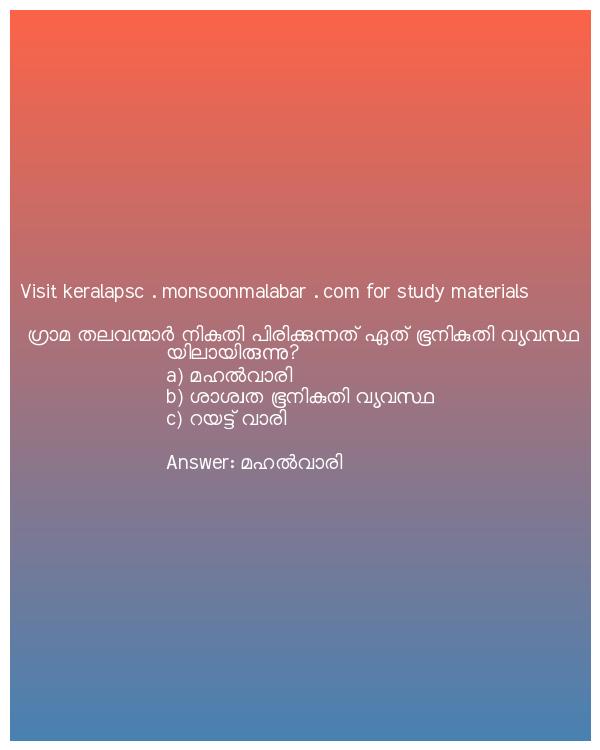 Visit keralapsc . monsoonmalabar . com for study materials
ഗ്രാമ തലവന്മാർ നികുതി പിരിക്കുന്നത് ഏത് ഭൂനികുതി വ്യവസ്ഥ
യിലായിരുന്നു?
a) മഹൽവാരി
b) ശാശ്വത ഭൂനികുതി വ്യവസ്ഥ
c) റയട്ട് വാരി
Answer: മഹൽവാരി